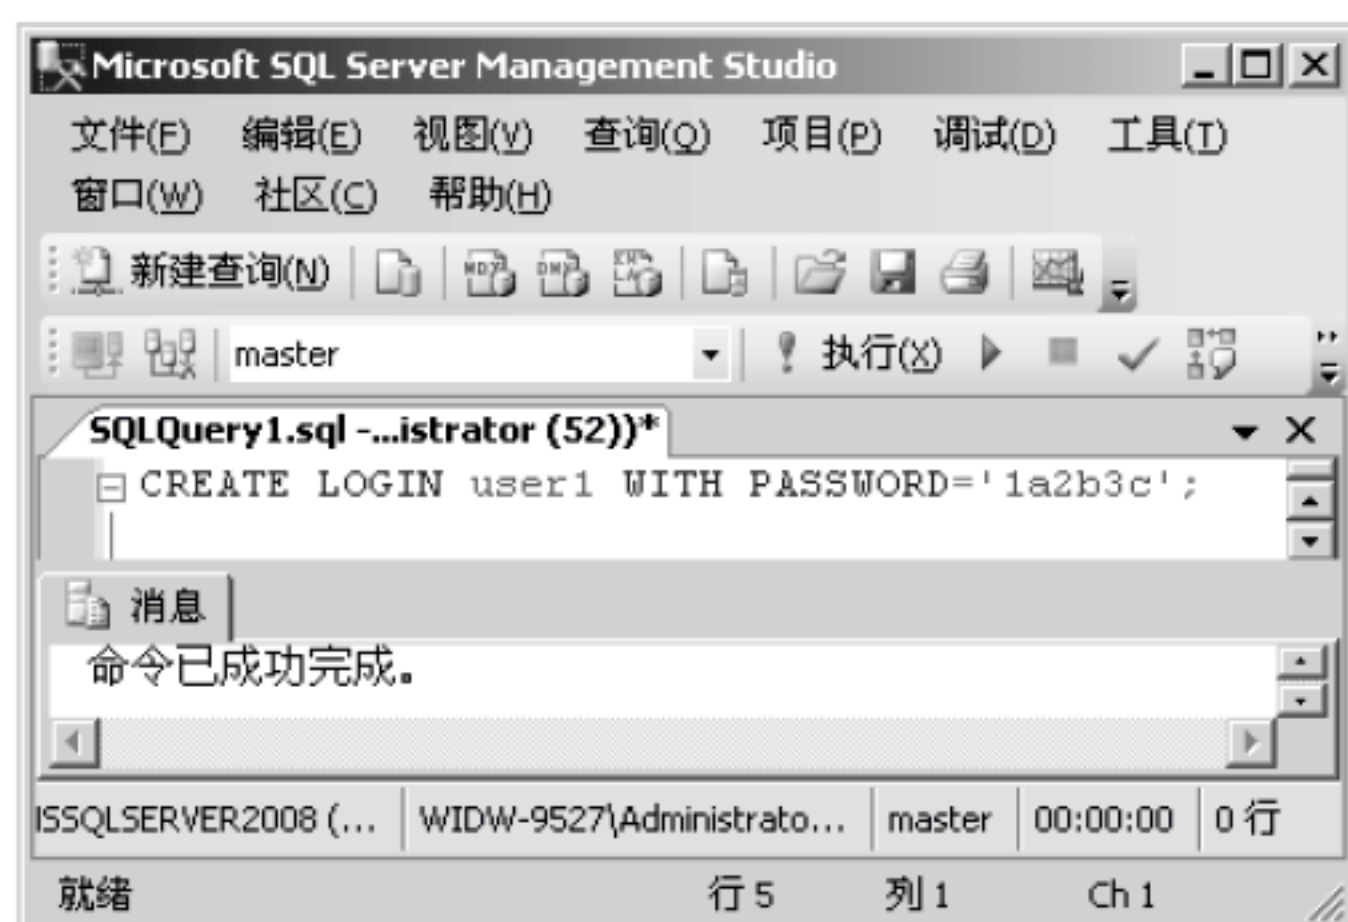 Microsoft SQL Server Management Studio
文件(F) 编辑(E) 视图(V) 查询(Q) 项目(P) 调试(D) 工具(T)
窗口(W) 社区(C) 帮助(H)
新建查询(N)
master 执行(X)
SQLQuery1.sql -...istrator (52))*
CREATE LOGIN user1 WITH PASSWORD='1a2b3c';
消息
命令已成功完成。
ISSQLSERVER2008 (... WIDW-9527\Administrato... master 00:00:00 0 行
就绪 行 5 列 1 Ch 1